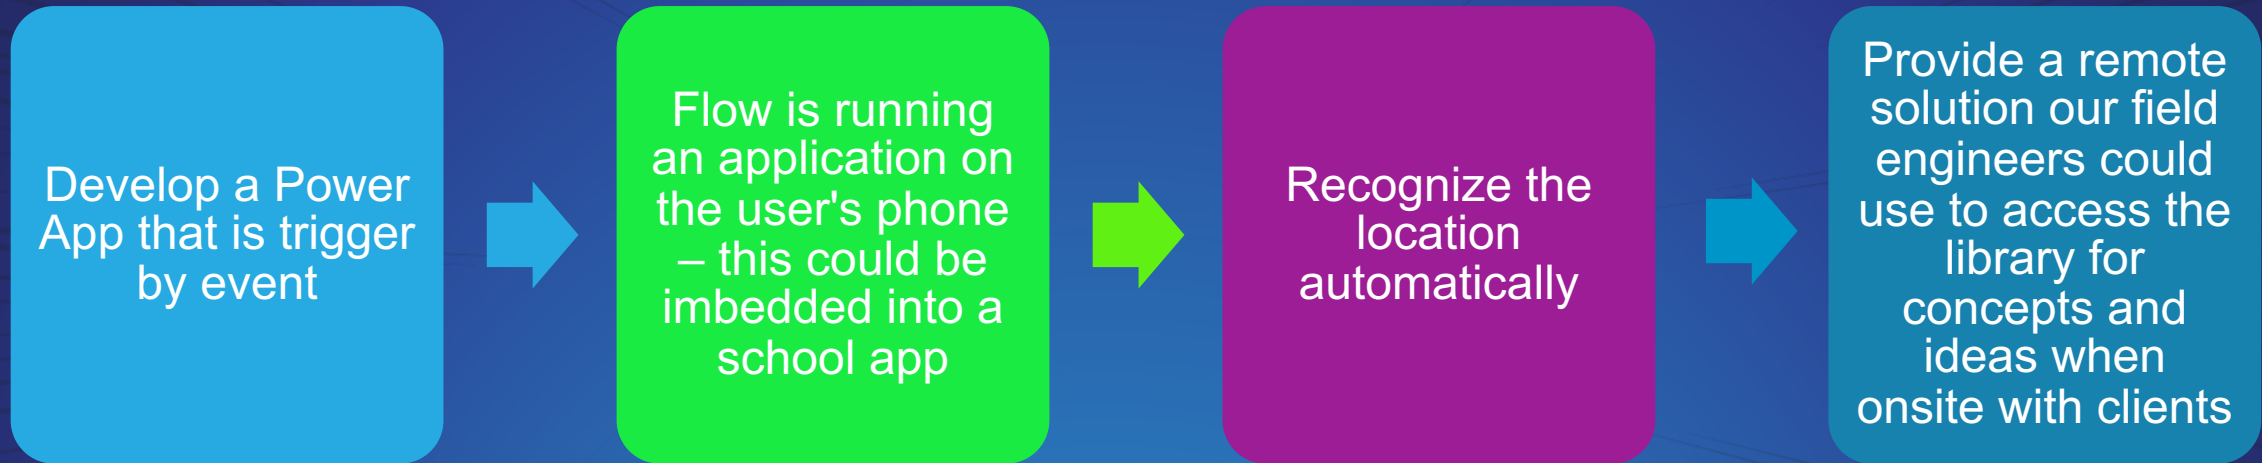 Develop a Power
App that is trigger
by event
Flow is running
an application on
the user's phone
– this could be
imbedded into a
school app
Recognize the
location
automatically
Provide a remote
solution our field
engineers could
use to access the
library for
concepts and
ideas when
onsite with clients